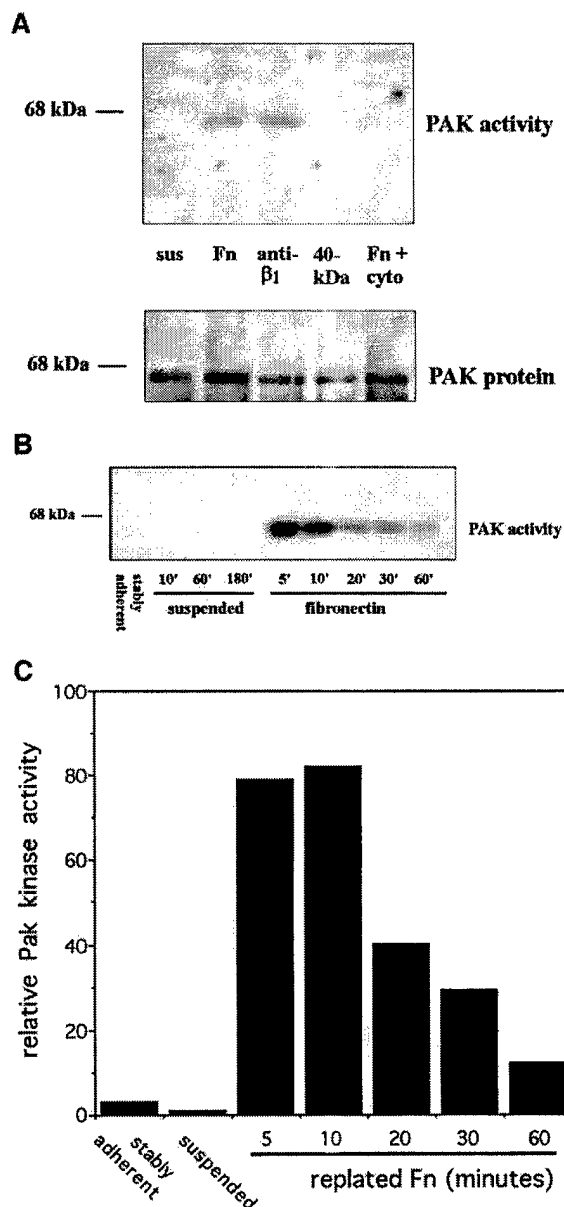 A
68 kDa
PAK activity
sus Fn anti-β1 40-kDa Fn + cyto
68 kDa
PAK protein
B
68 kDa
PAK activity
stably adherent
10' 60' 180' 5' 10' 20' 30' 60'
suspended fibronectin
C
relative Pak kinase activity
100
80
60
40
20
0
stably adherent
suspended
5 10 20 30 60
replated Fn (minutes)